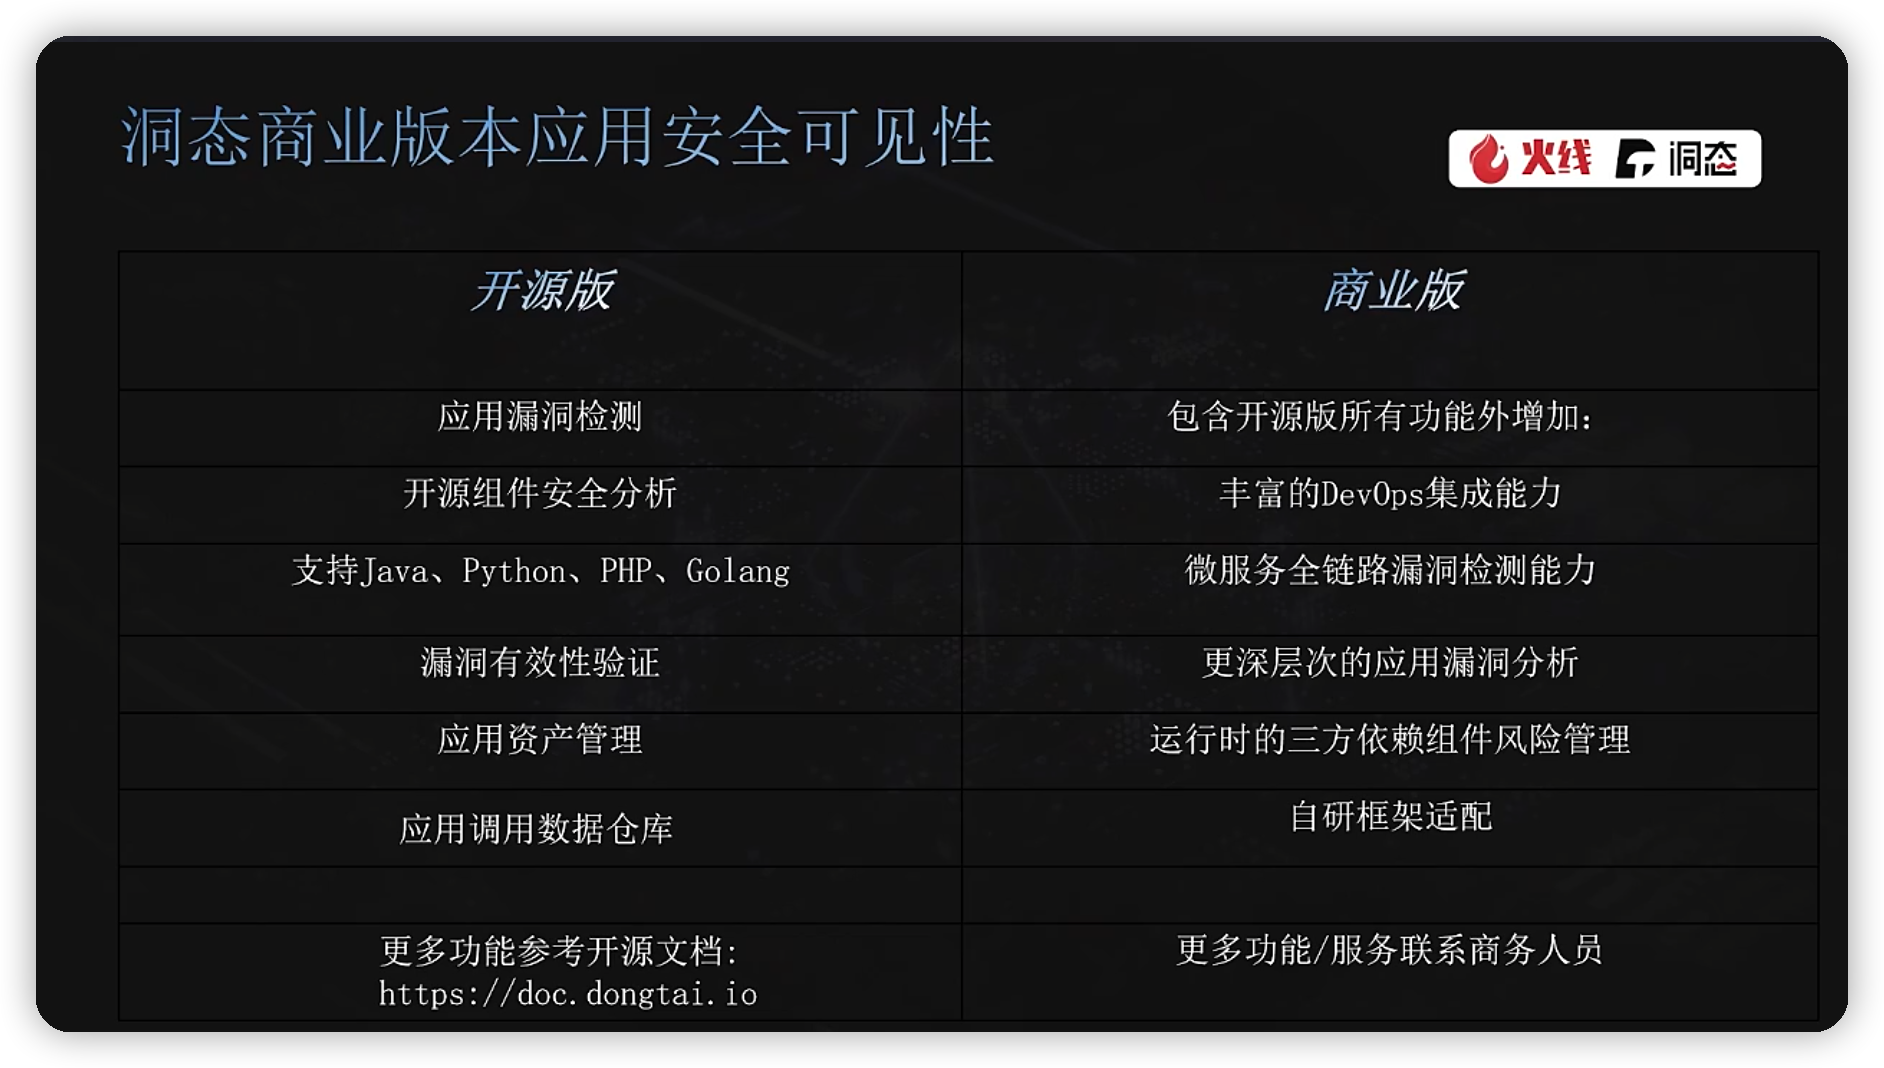 洞态商业版本应用安全可见性
火线 洞态
开源版
商业版
应用漏洞检测
包含开源版所有功能外增加：
开源组件安全分析
丰富的DevOps集成能力
支持Java、Python、PHP、Golang
微服务全链路漏洞检测能力
漏洞有效性验证
更深层次的应用漏洞分析
应用资产管理
运行时的三方依赖组件风险管理
应用调用数据仓库
自研框架适配
更多功能参考开源文档：
https://doc.dongtai.io
更多功能/服务联系商务人员